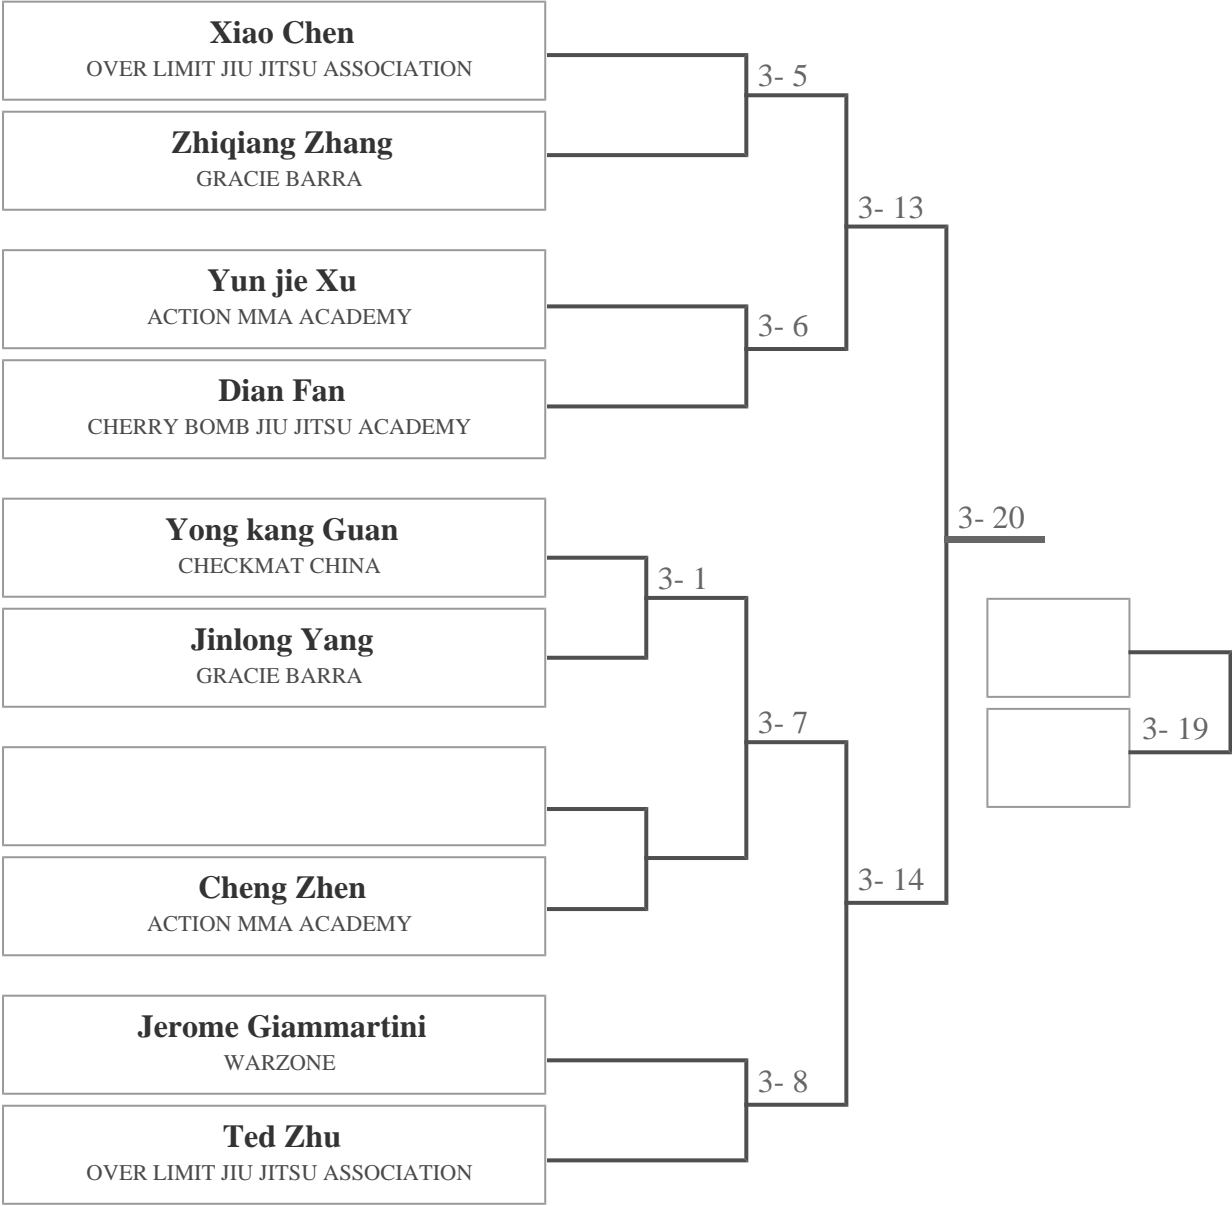 Xiao Chen
OVER LIMIT JIU JITSU ASSOCIATION
3- 5
Zhiqiang Zhang
GRACIE BARRA
3- 13
Yun jie Xu
ACTION MMA ACADEMY
3- 6
Dian Fan
CHERRY BOMB JIU JITSU ACADEMY
3- 20
Yong kang Guan
CHECKMAT CHINA
3- 1
Jinlong Yang
GRACIE BARRA
3- 7
3- 19
Cheng Zhen
ACTION MMA ACADEMY
3- 14
Jerome Giammartini
WARZONE
3- 8
Ted Zhu
OVER LIMIT JIU JITSU ASSOCIATION